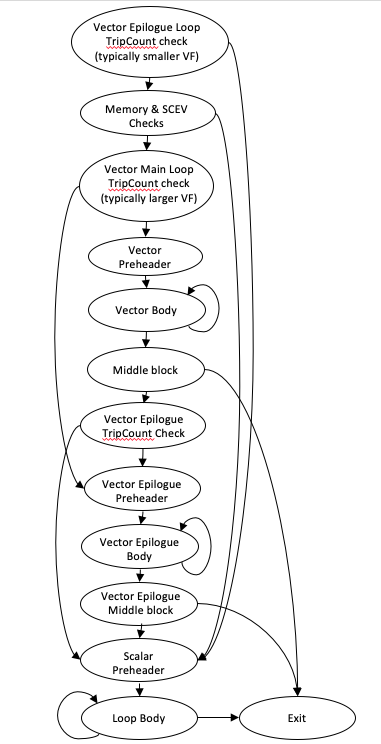 Vector Epilogue Loop
TripCount check
(typically smaller VF)
Memory & SCEV
Checks
Vector Main Loop
TripCount check
(typically larger VF)
Vector
Preheader
Vector Body
Middle block
Vector Epilogue
TripCount Check
Vector Epilogue
Preheader
Vector Epilogue
Body
Vector Epilogue
Middle block
Scalar
Preheader
Loop Body
Exit